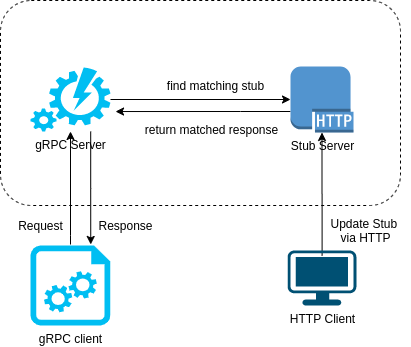 find matching stub
HTTP
return matched response
gRPC Server
Stub Server
Request
Response
Update Stub
via HTTP
gRPC client
HTTP Client